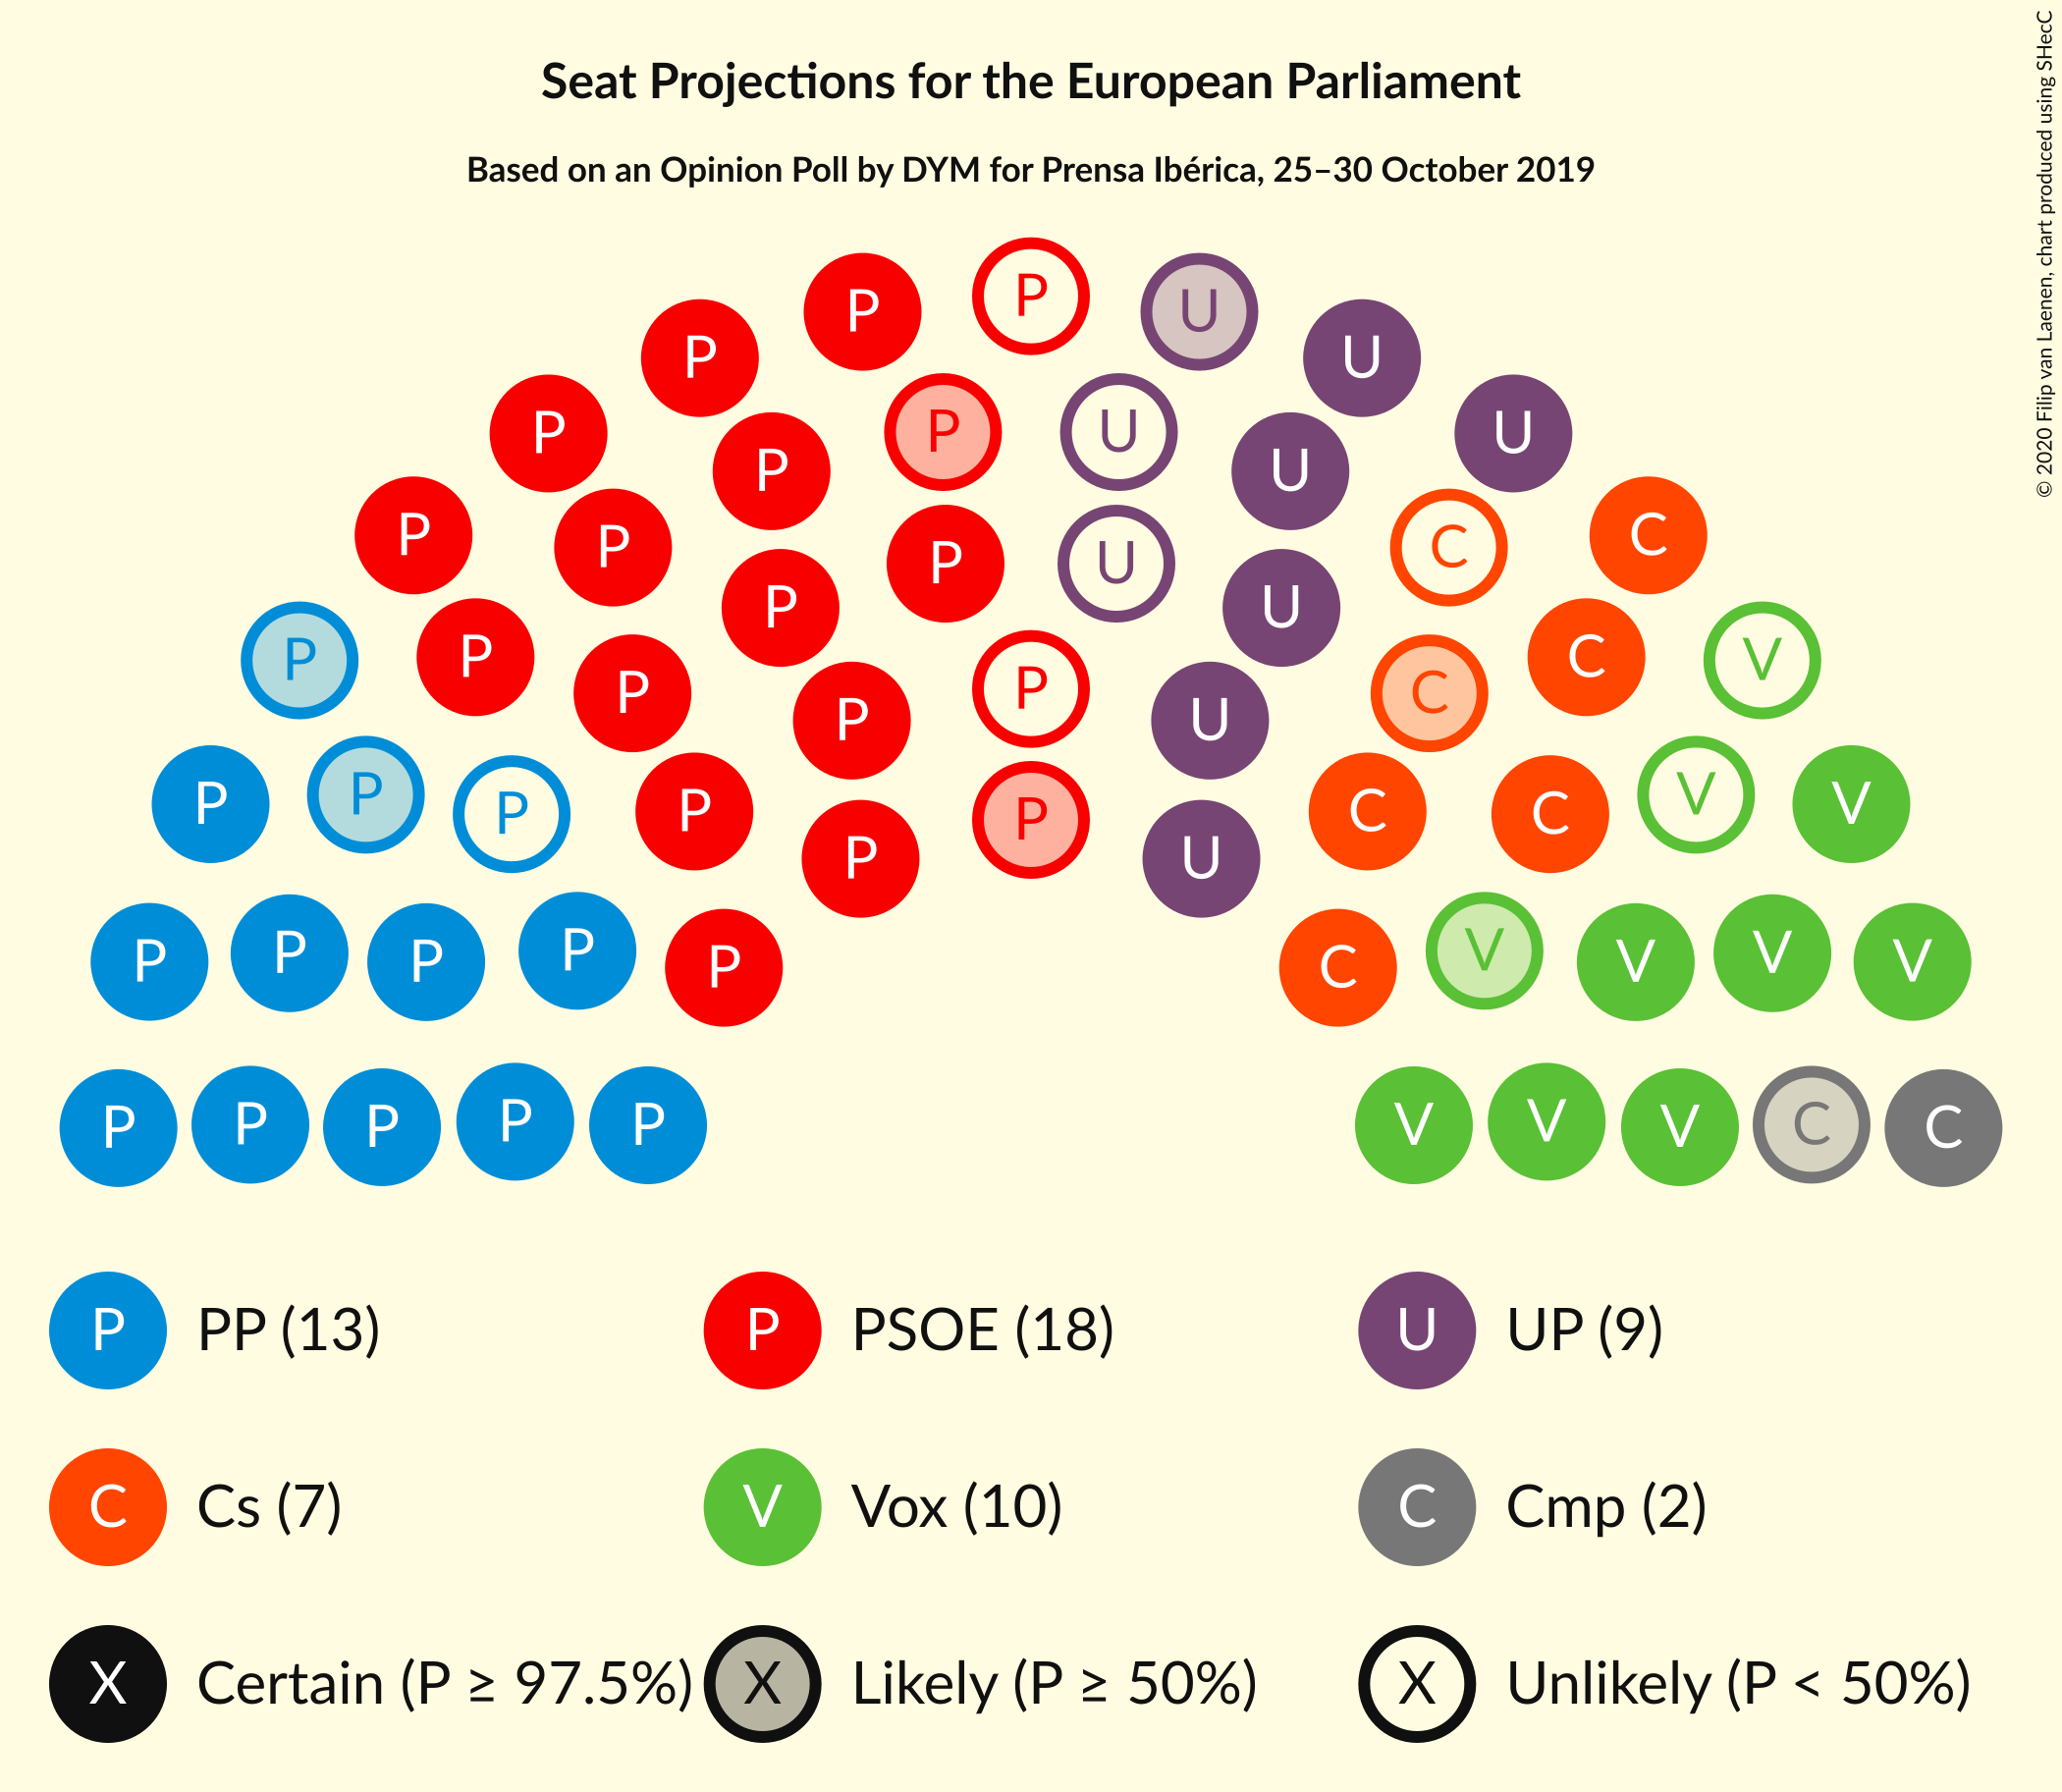 Seat Projections for the European Parliament
Based on an Opinion Poll by DYM for Prensa Ibérica, 25–30 October 2019
© 2020 Filip van Laenen, chart produced using SHecC
P
P P U
P U
P P U U
P P U U
P C
P P P U C
P P U C
P P C C
P P P V
P P U
P P P P C C V V
P P U
P P P P P C V V V V
P P P P P V V V C C
P PP (13) P PSOE (18) U UP (9)
C Cs (7) V Vox (10) C Cmp (2)
X Certain (P ≥ 97.5%) X Likely (P ≥ 50%) X Unlikely (P < 50%)